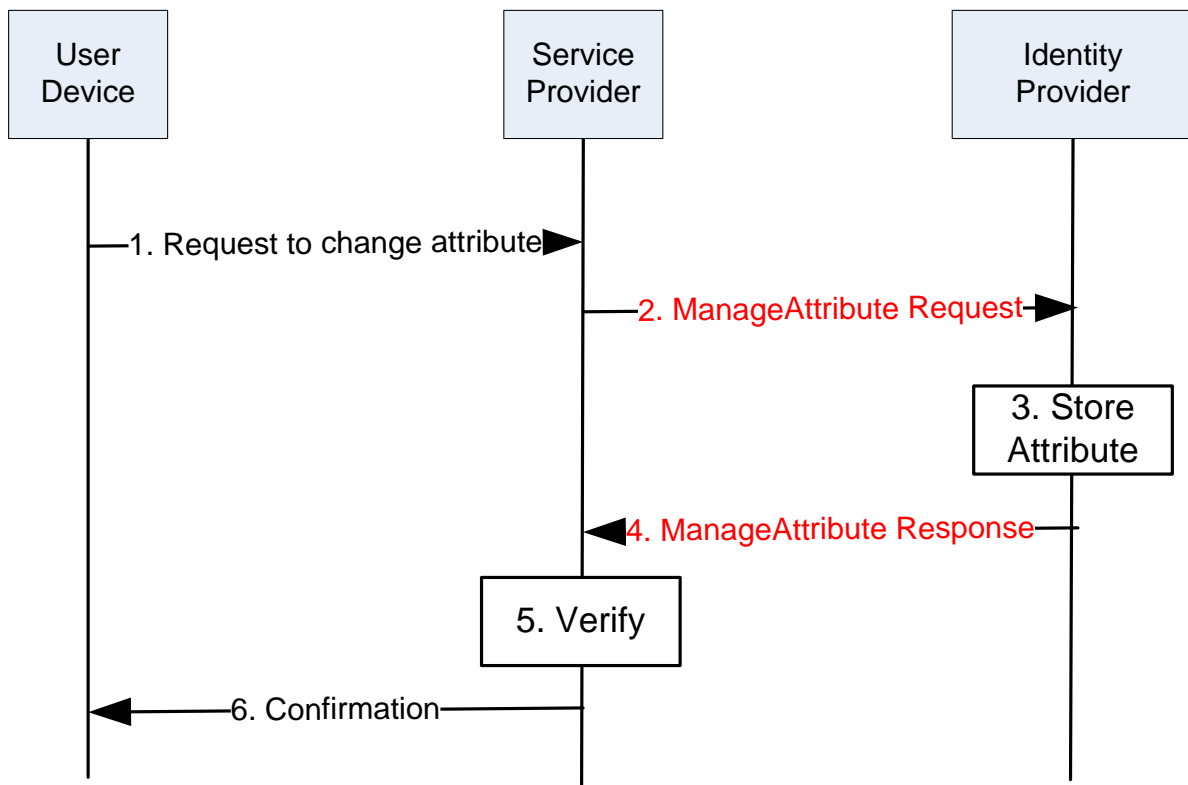 User
Device
Service
Provider
Identity
Provider
1. Request to change attribute
2. ManageAttribute Request
3. Store
Attribute
4. ManageAttribute Response
5. Verify
6. Confirmation